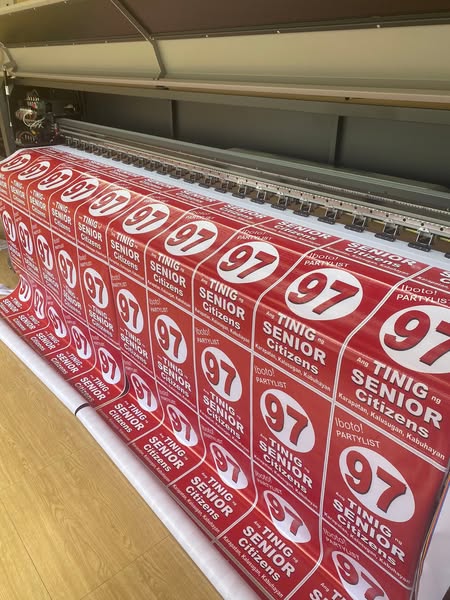 Iboto!
PARTYLIST
97
Ang TINIG ng
SENIOR
Citizens
Karapatan, Kalusugan, Kabuhayan